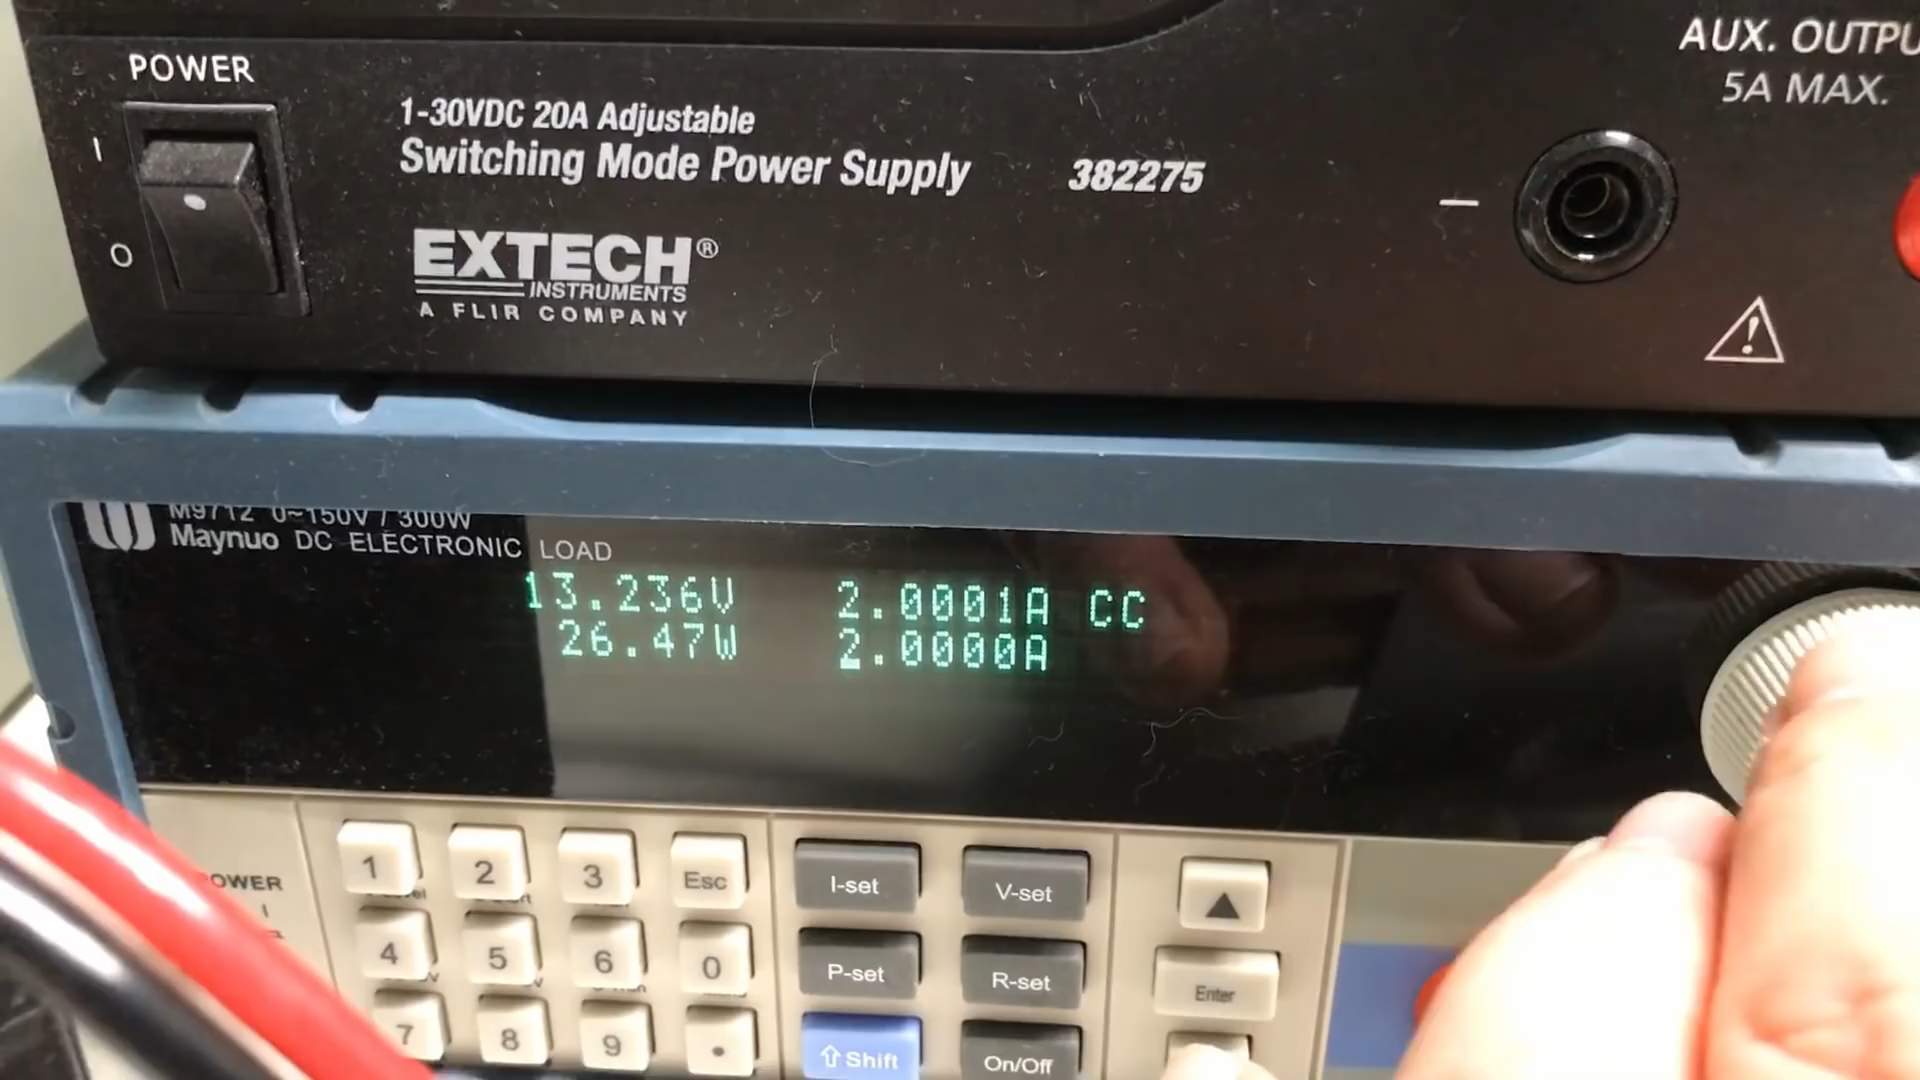 POWER
I
O
1-30VDC 20A Adjustable
Switching Mode Power Supply 382275
EXTECH®
INSTRUMENTS
A FLIR COMPANY
AUX. OUTPU
5A MAX.
—
!
M9712 0~150V / 300W
Maynuo DC ELECTRONIC LOAD
13.236V 2.0001A CC
26.47W 2.0000A
POWER
I
1 2 3 Esc
4 5 6 0
7 8 9 .
I-set V-set
P-set R-set
Shift On/Off
Enter